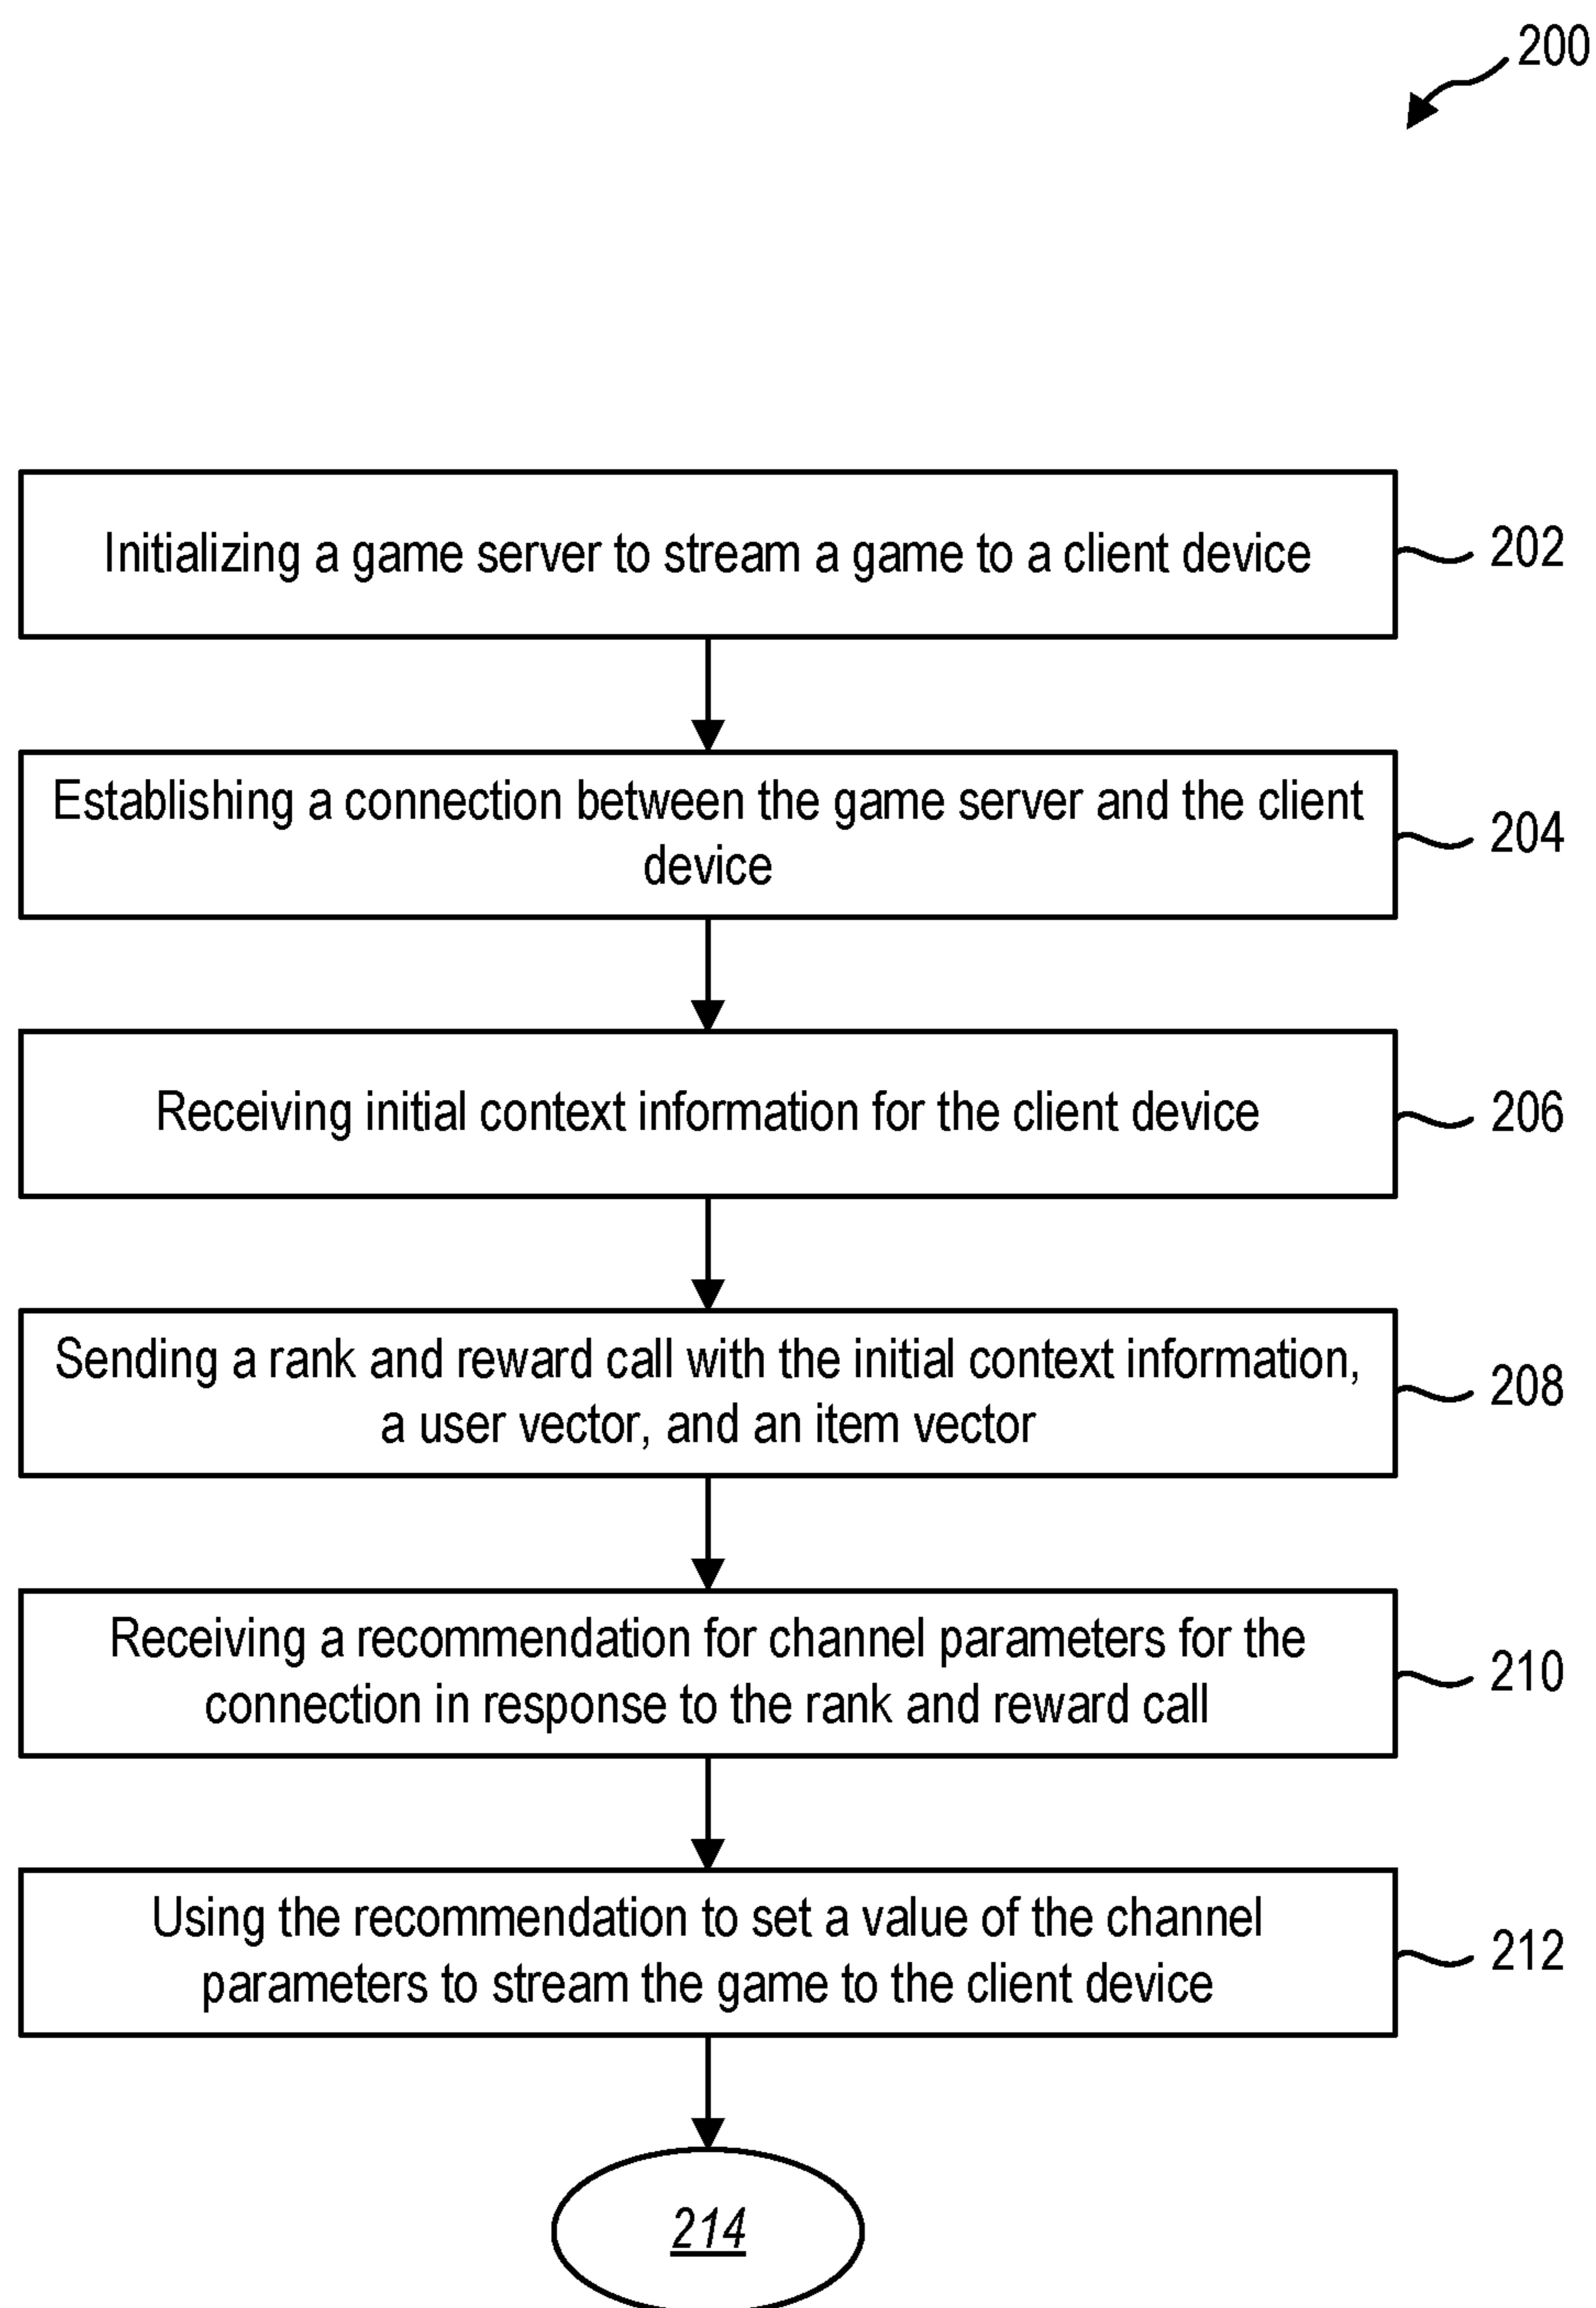 200
Initializing a game server to stream a game to a client device
202
Establishing a connection between the game server and the client
device
204
Receiving initial context information for the client device
206
Sending a rank and reward call with the initial context information,
a user vector, and an item vector
208
Receiving a recommendation for channel parameters for the
connection in response to the rank and reward call
210
Using the recommendation to set a value of the channel
parameters to stream the game to the client device
212
214